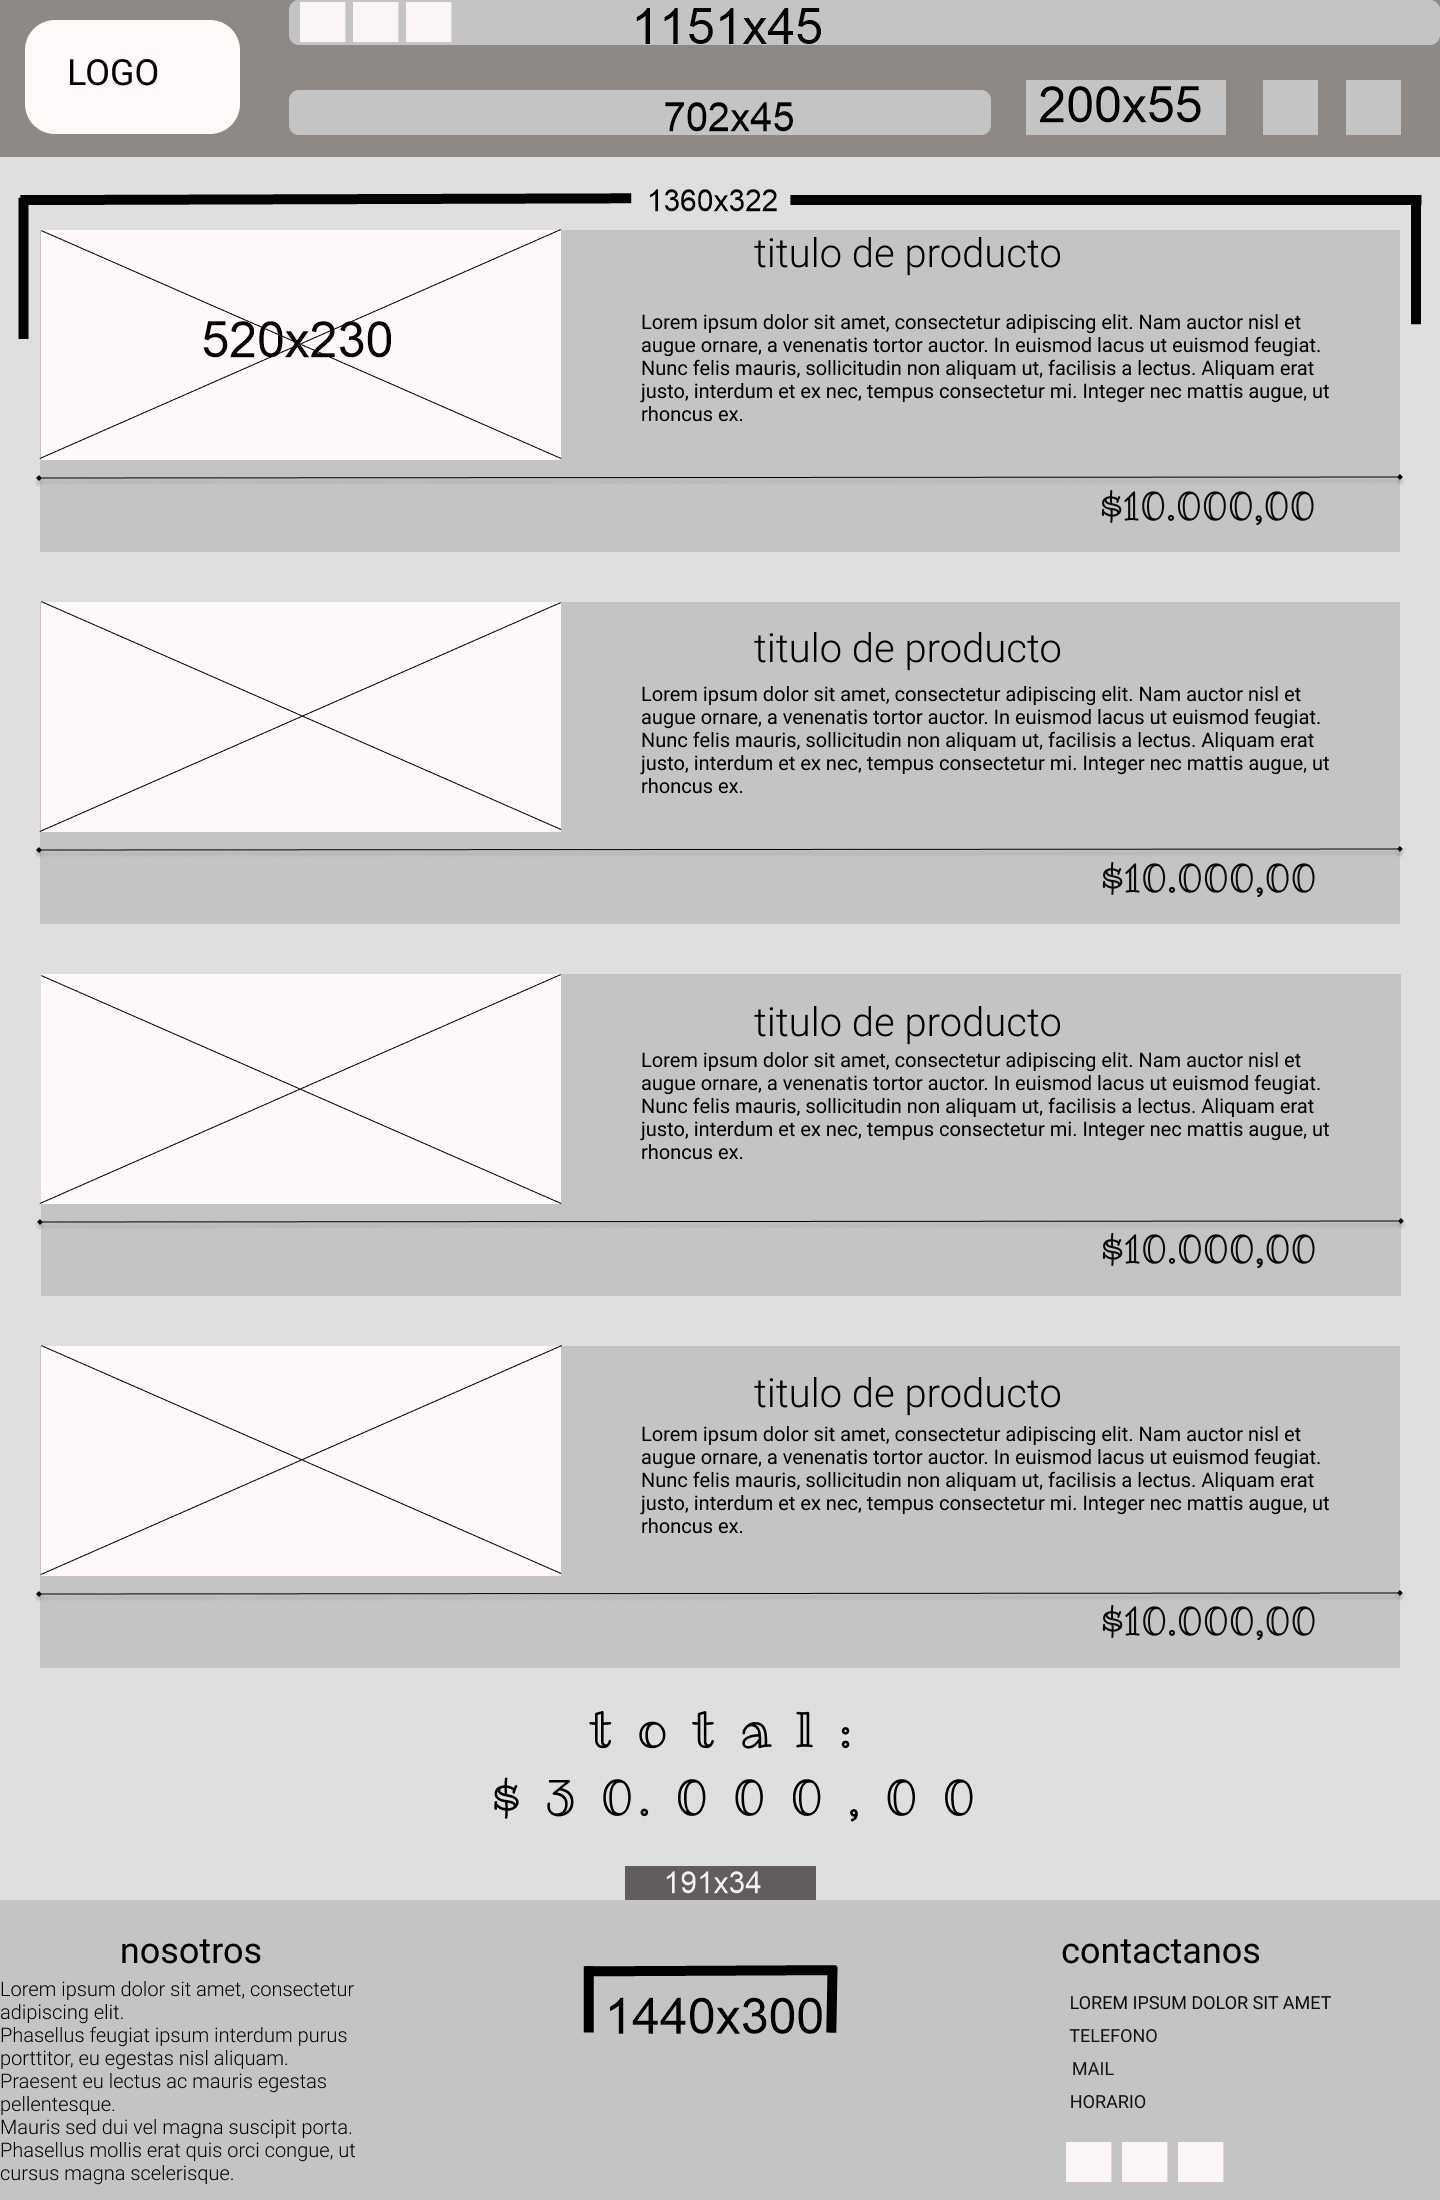 1151x45
LOGO
702x45
200x55
1360x322
520x230
titulo de producto
Lorem ipsum dolor sit amet, consectetur adipiscing elit. Nam auctor nisl et
augue ornare, a venenatis tortor auctor. In euismod lacus ut euismod feugiat.
Nunc felis mauris, sollicitudin non aliquam ut, facilisis a lectus. Aliquam erat
justo, interdum et ex nec, tempus consectetur mi. Integer nec mattis augue, ut
rhoncus ex.
$10.000,00
titulo de producto
Lorem ipsum dolor sit amet, consectetur adipiscing elit. Nam auctor nisl et
augue ornare, a venenatis tortor auctor. In euismod lacus ut euismod feugiat.
Nunc felis mauris, sollicitudin non aliquam ut, facilisis a lectus. Aliquam erat
justo, interdum et ex nec, tempus consectetur mi. Integer nec mattis augue, ut
rhoncus ex.
$10.000,00
titulo de producto
Lorem ipsum dolor sit amet, consectetur adipiscing elit. Nam auctor nisl et
augue ornare, a venenatis tortor auctor. In euismod lacus ut euismod feugiat.
Nunc felis mauris, sollicitudin non aliquam ut, facilisis a lectus. Aliquam erat
justo, interdum et ex nec, tempus consectetur mi. Integer nec mattis augue, ut
rhoncus ex.
$10.000,00
titulo de producto
Lorem ipsum dolor sit amet, consectetur adipiscing elit. Nam auctor nisl et
augue ornare, a venenatis tortor auctor. In euismod lacus ut euismod feugiat.
Nunc felis mauris, sollicitudin non aliquam ut, facilisis a lectus. Aliquam erat
justo, interdum et ex nec, tempus consectetur mi. Integer nec mattis augue, ut
rhoncus ex.
$10.000,00
total:
$30.000,00
191x34
nosotros
Lorem ipsum dolor sit amet, consectetur
adipiscing elit.
Phasellus feugiat ipsum interdum purus
porttitor, eu egestas nisl aliquam.
Praesent eu lectus ac mauris egestas
pellentesque.
Mauris sed dui vel magna suscipit porta.
Phasellus mollis erat quis orci congue, ut
cursus magna scelerisque.
1440x300
contactanos
LOREM IPSUM DOLOR SIT AMET
TELEFONO
MAIL
HORARIO